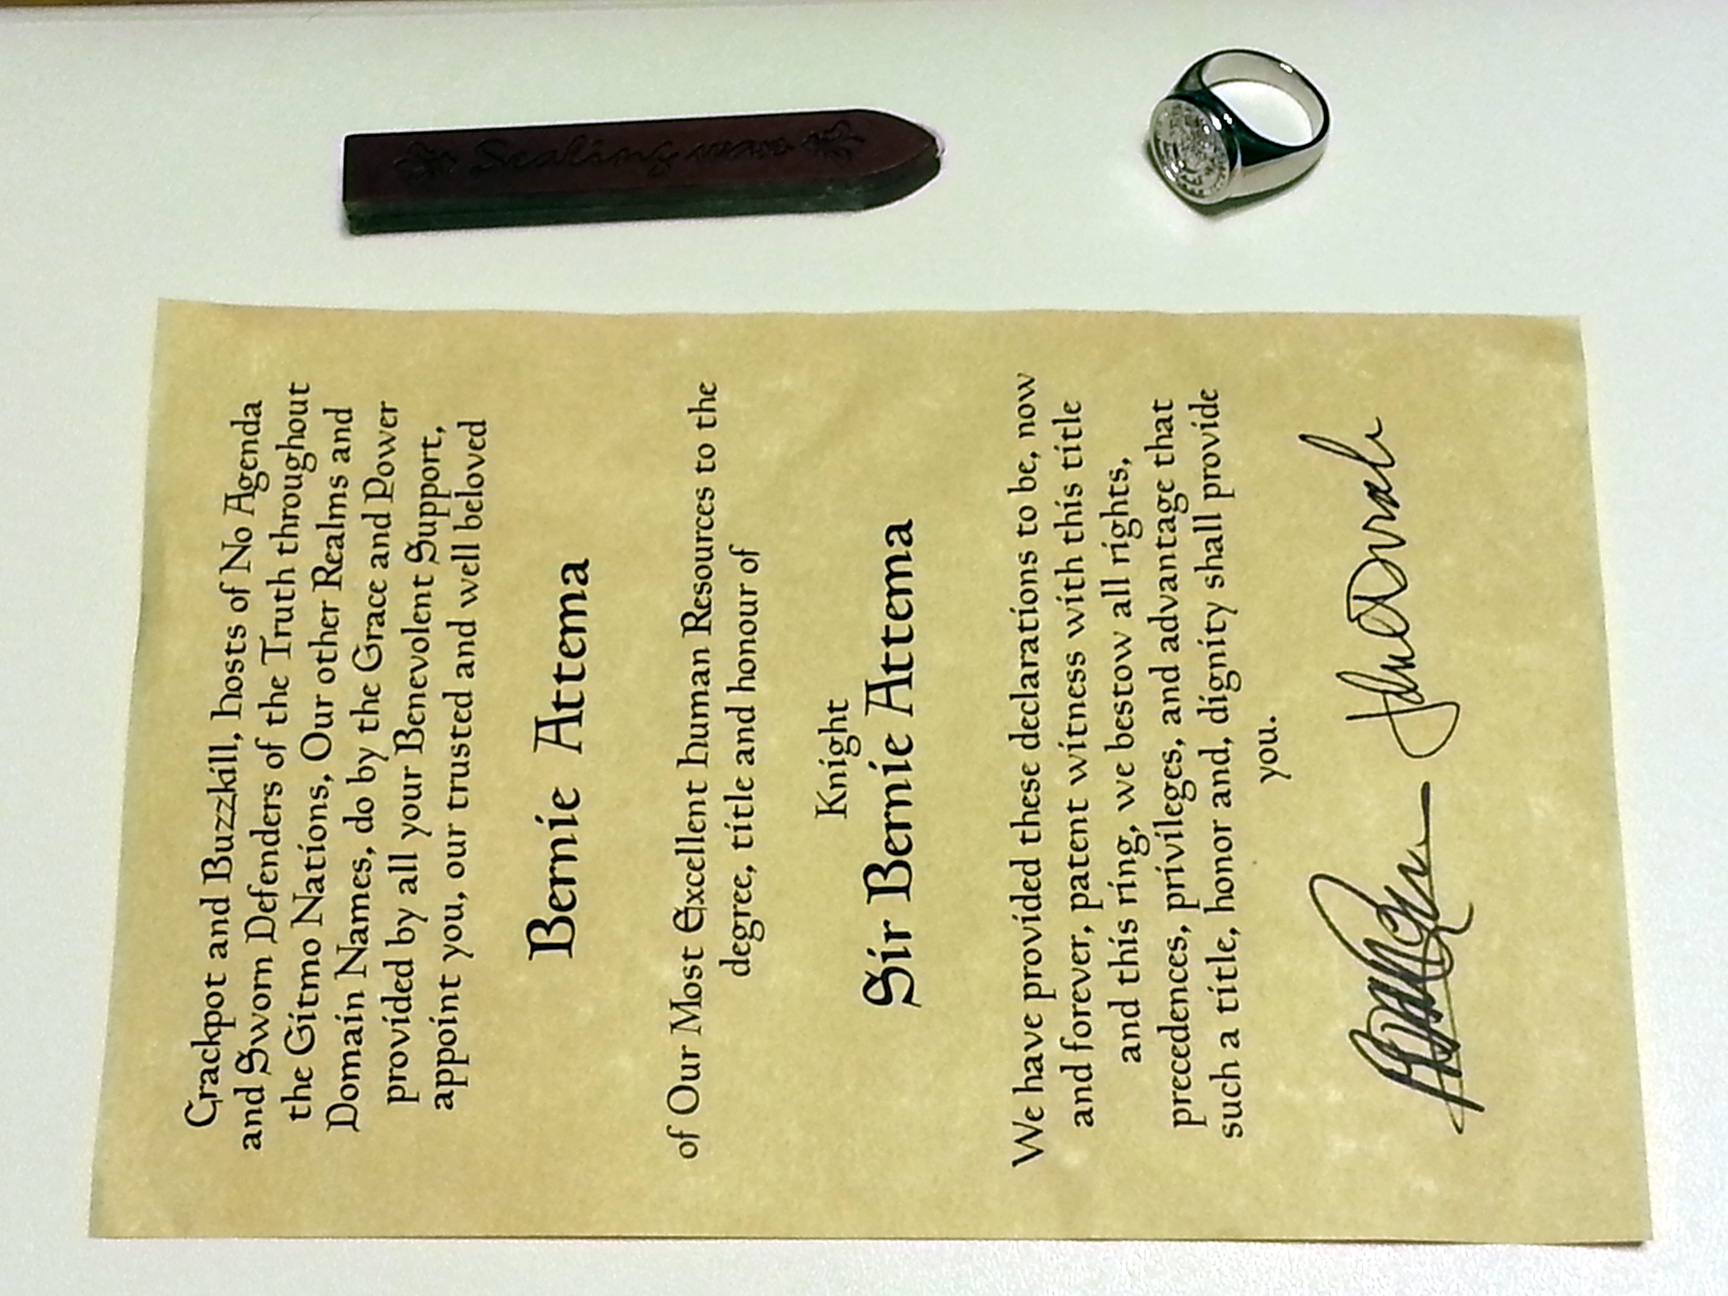 Sealing wax
Crackpot and Buzzkill, hosts of No Agenda
and Sworn Defenders of the Truth throughout
the Gitmo Nations, Our other Realms and
Domain Names, do by the Grace and Power
provided by all your Benevolent Support,
appoint you, our trusted and well beloved
Bernie Attema
of Our Most Excellent human Resources to the
degree, title and honour of
Knight
Sir Bernie Attema
We have provided these declarations to be, now
and forever, patent witness with this title
and this ring, we bestow all rights,
precedences, privileges, and advantage that
such a title, honor and, dignity shall provide
you.